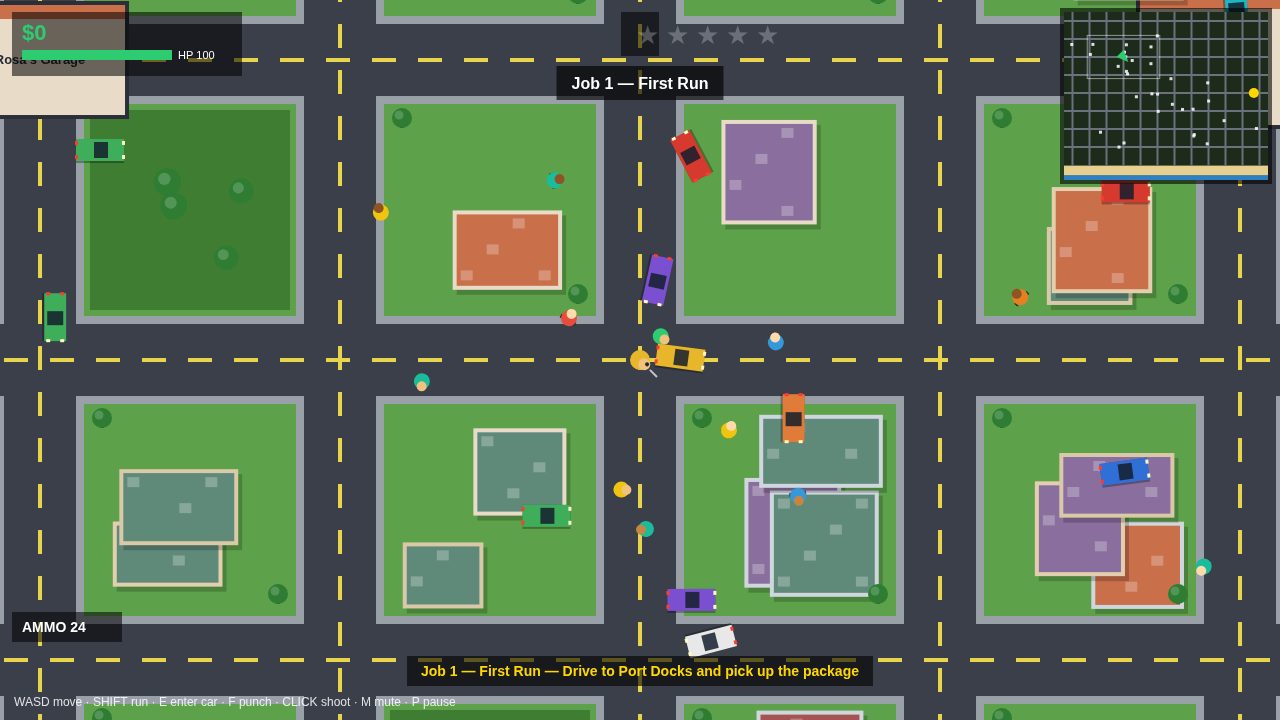 $0
HP 100
Rosa's Garage
Job 1 — First Run
AMMO 24
Job 1 — First Run — Drive to Port Docks and pick up the package
WASD move · SHIFT run · E enter car · F punch · CLICK shoot · M mute · P pause